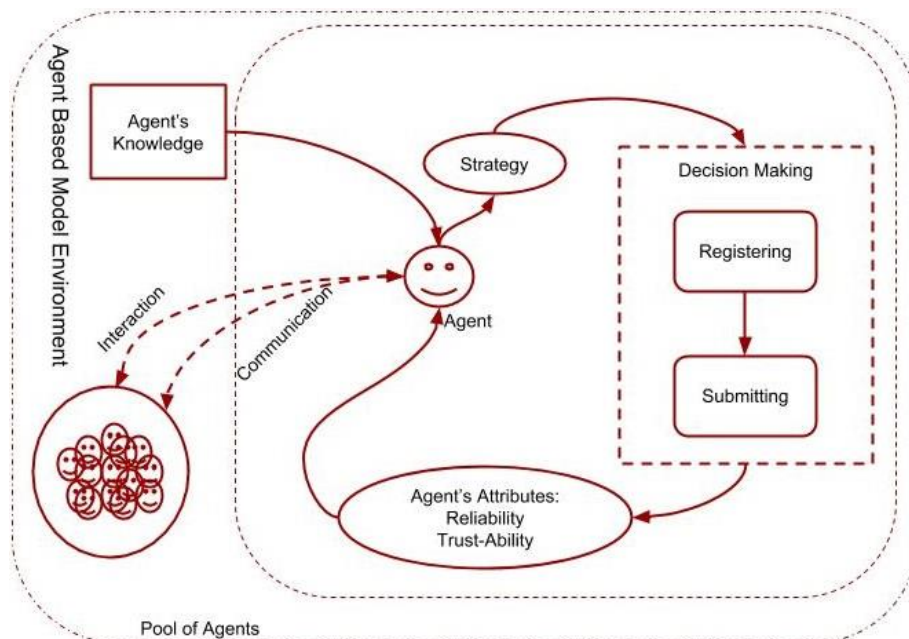 Agent Based Model Environment
Agent's
Knowledge
Strategy
Decision Making
Registering
Submitting
Agent
Interaction
Communication
Agent's Attributes:
Reliability
Trust-Ability
Pool of Agents